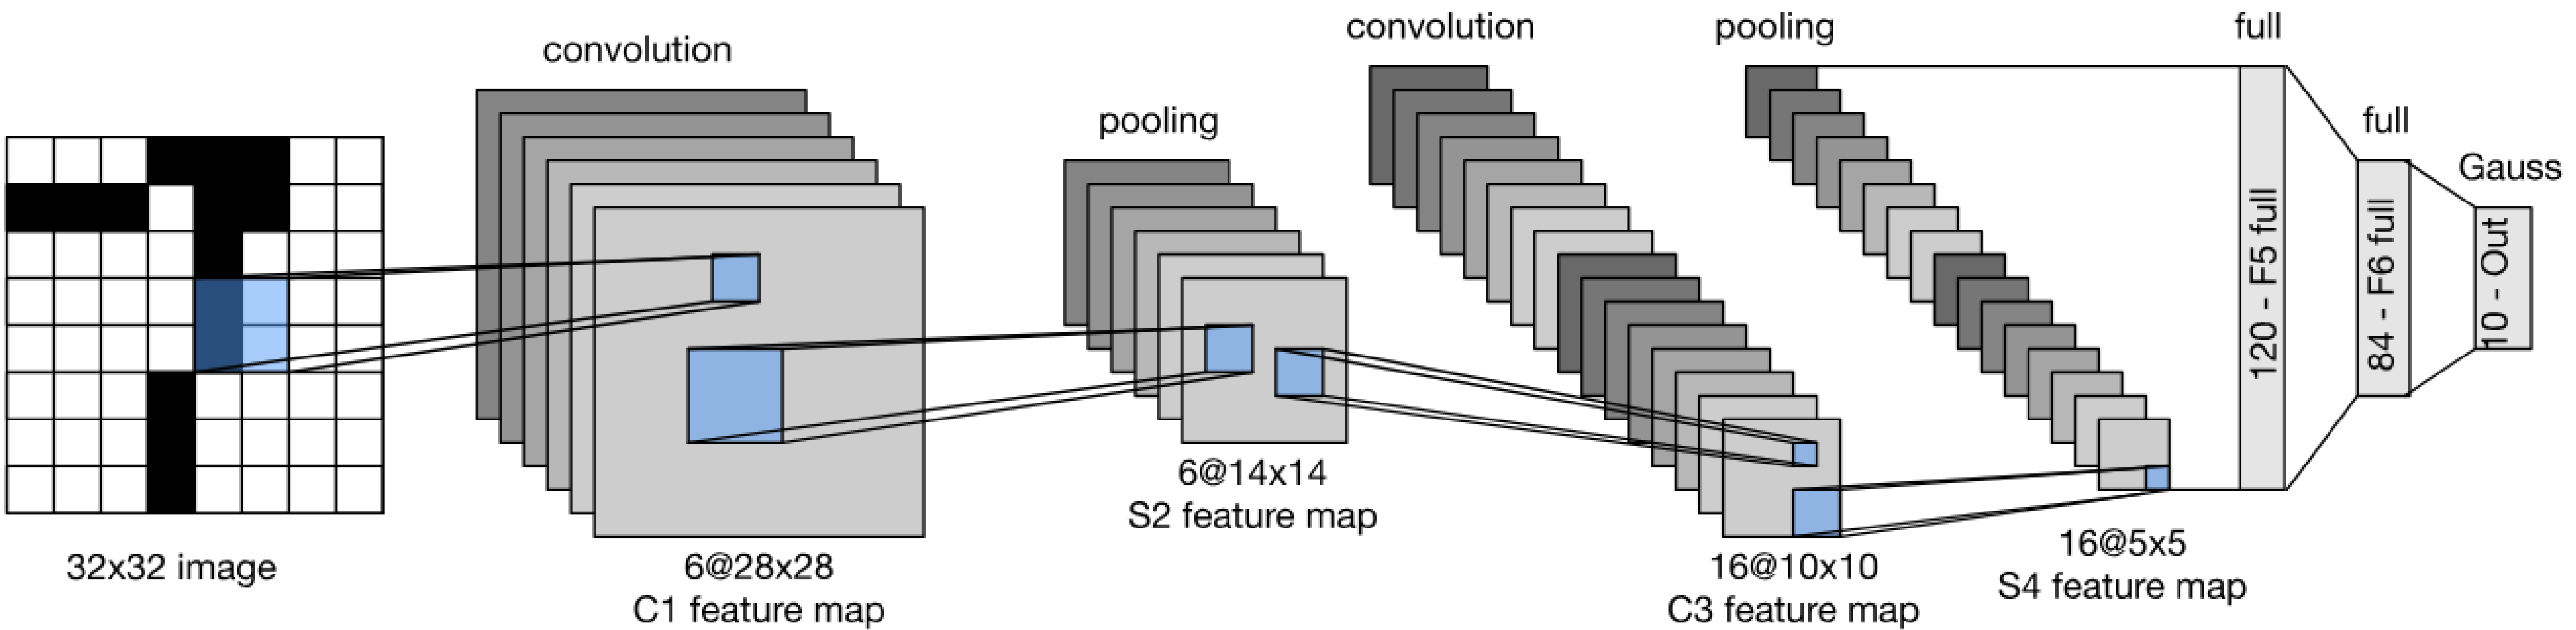 convolution
pooling
convolution
pooling
full
full
Gauss
32x32 image
6@28x28
C1 feature map
6@14x14
S2 feature map
16@10x10
C3 feature map
16@5x5
S4 feature map
120 - F5 full
84 - F6 full
10 - Out